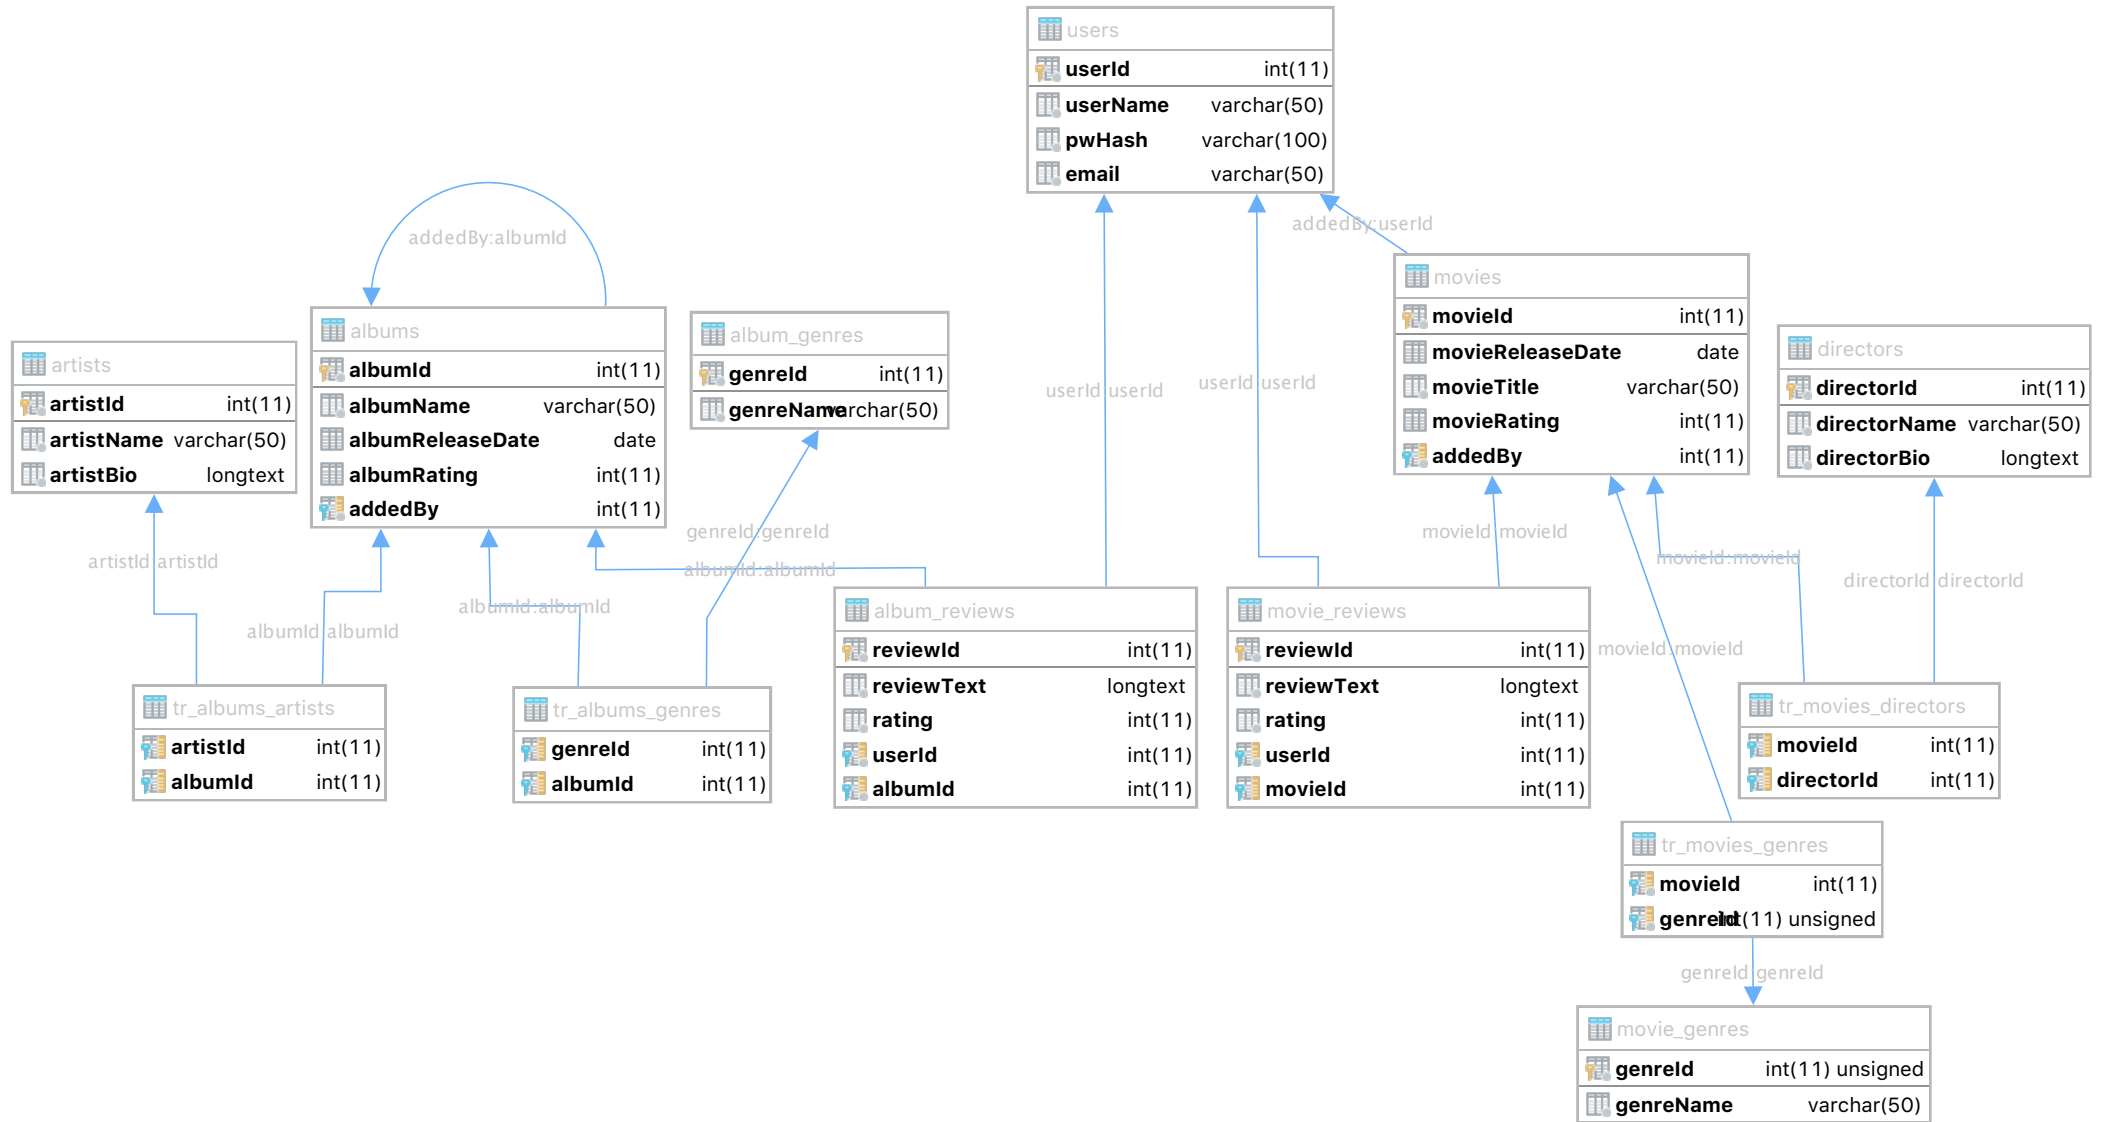 users
userId int(11)
userName varchar(50)
pwHash varchar(100)
email varchar(50)
addedBy:albumId
addedBy:userId
albums
albumId int(11)
albumName varchar(50)
albumReleaseDate date
albumRating int(11)
addedBy int(11)
artists
artistId int(11)
artistName varchar(50)
artistBio longtext
album_genres
genreId int(11)
genreName varchar(50)
movies
movieId int(11)
movieReleaseDate date
movieTitle varchar(50)
movieRating int(11)
addedBy int(11)
directors
directorId int(11)
directorName varchar(50)
directorBio longtext
userId:userId
userId:userId
genreId:genreId
albumId:albumId
artistId:artistId
albumId:albumId
albumId:albumId
movieId:movieId
movieId:movieId
directorId:directorId
movieId:movieId
album_reviews
reviewId int(11)
reviewText longtext
rating int(11)
userId int(11)
albumId int(11)
movie_reviews
reviewId int(11)
reviewText longtext
rating int(11)
userId int(11)
movieId int(11)
tr_albums_artists
artistId int(11)
albumId int(11)
tr_albums_genres
genreId int(11)
albumId int(11)
tr_movies_directors
movieId int(11)
directorId int(11)
tr_movies_genres
movieId int(11)
genreId int(11) unsigned
genreId:genreId
movie_genres
genreId int(11) unsigned
genreName varchar(50)